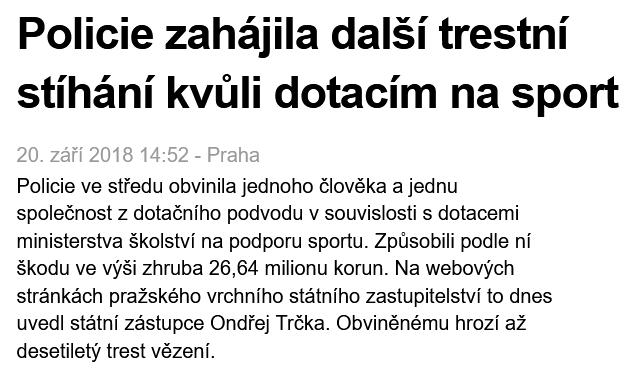 Policie zahájila další trestní
stíhání kvůli dotacím na sport
20. září 2018 14:52 - Praha
Policie ve středu obvinila jednoho člověka a jednu
společnost z dotačního podvodu v souvislosti s dotacemi
ministerstva školství na podporu sportu. Způsobili podle ní
škodu ve výši zhruba 26,64 milionu korun. Na webových
stránkách pražského vrchního státního zastupitelství to dnes
uvedl státní zástupce Ondřej Trčka. Obviněnému hrozí až
desetiletý trest vězení.